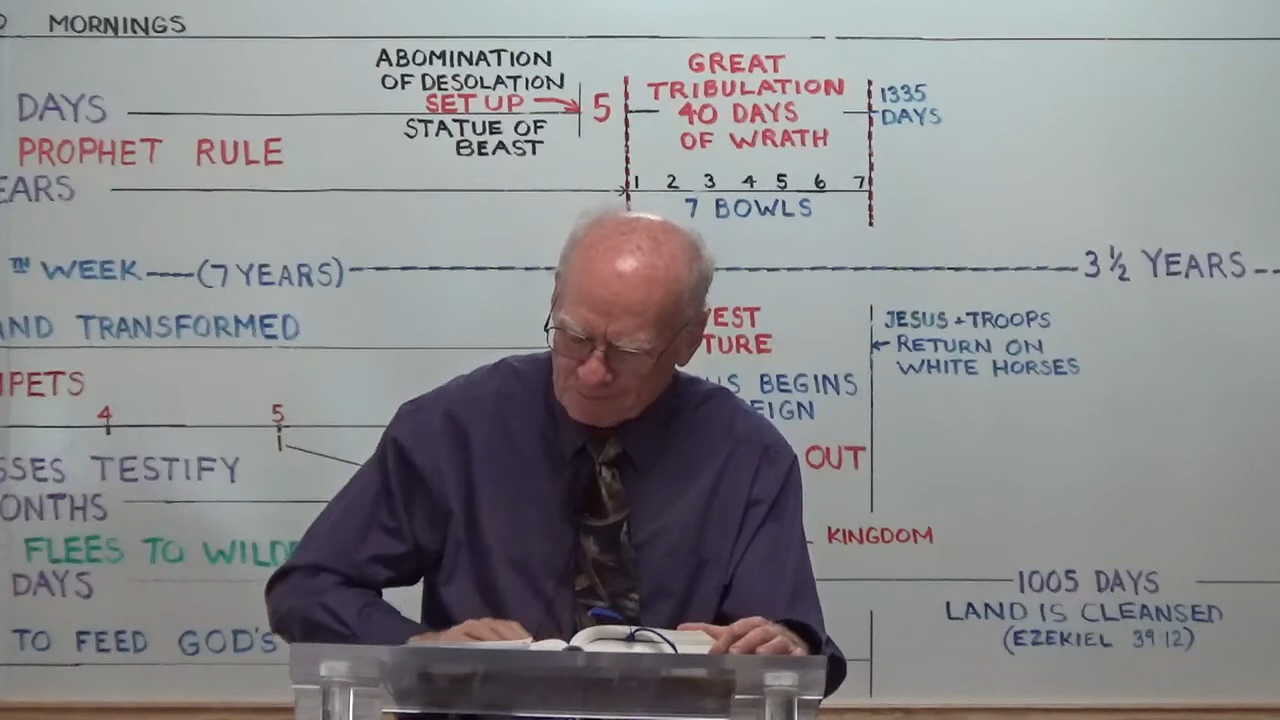 MORNINGS
ABOMINATION
OF DESOLATION
SET UP
STATUE OF
BEAST
5
GREAT
TRIBULATION
40 DAYS
OF WRATH
1335
DAYS
DAYS
PROPHET RULE
EARS
1 2 3 4 5 6 7
7 BOWLS
TH WEEK (7 YEARS) 3½ YEARS
AND TRANSFORMED
EST
TURE
JESUS + TROOPS
RETURN ON
WHITE HORSES
PETS
US BEGINS
EIGN
4 5
SSES TESTIFY
OUT
ONTHS
KINGDOM
FLEES TO WILD
DAYS
1005 DAYS
LAND IS CLEANSED
(EZEKIEL 39 12)
TO FEED GOD'S